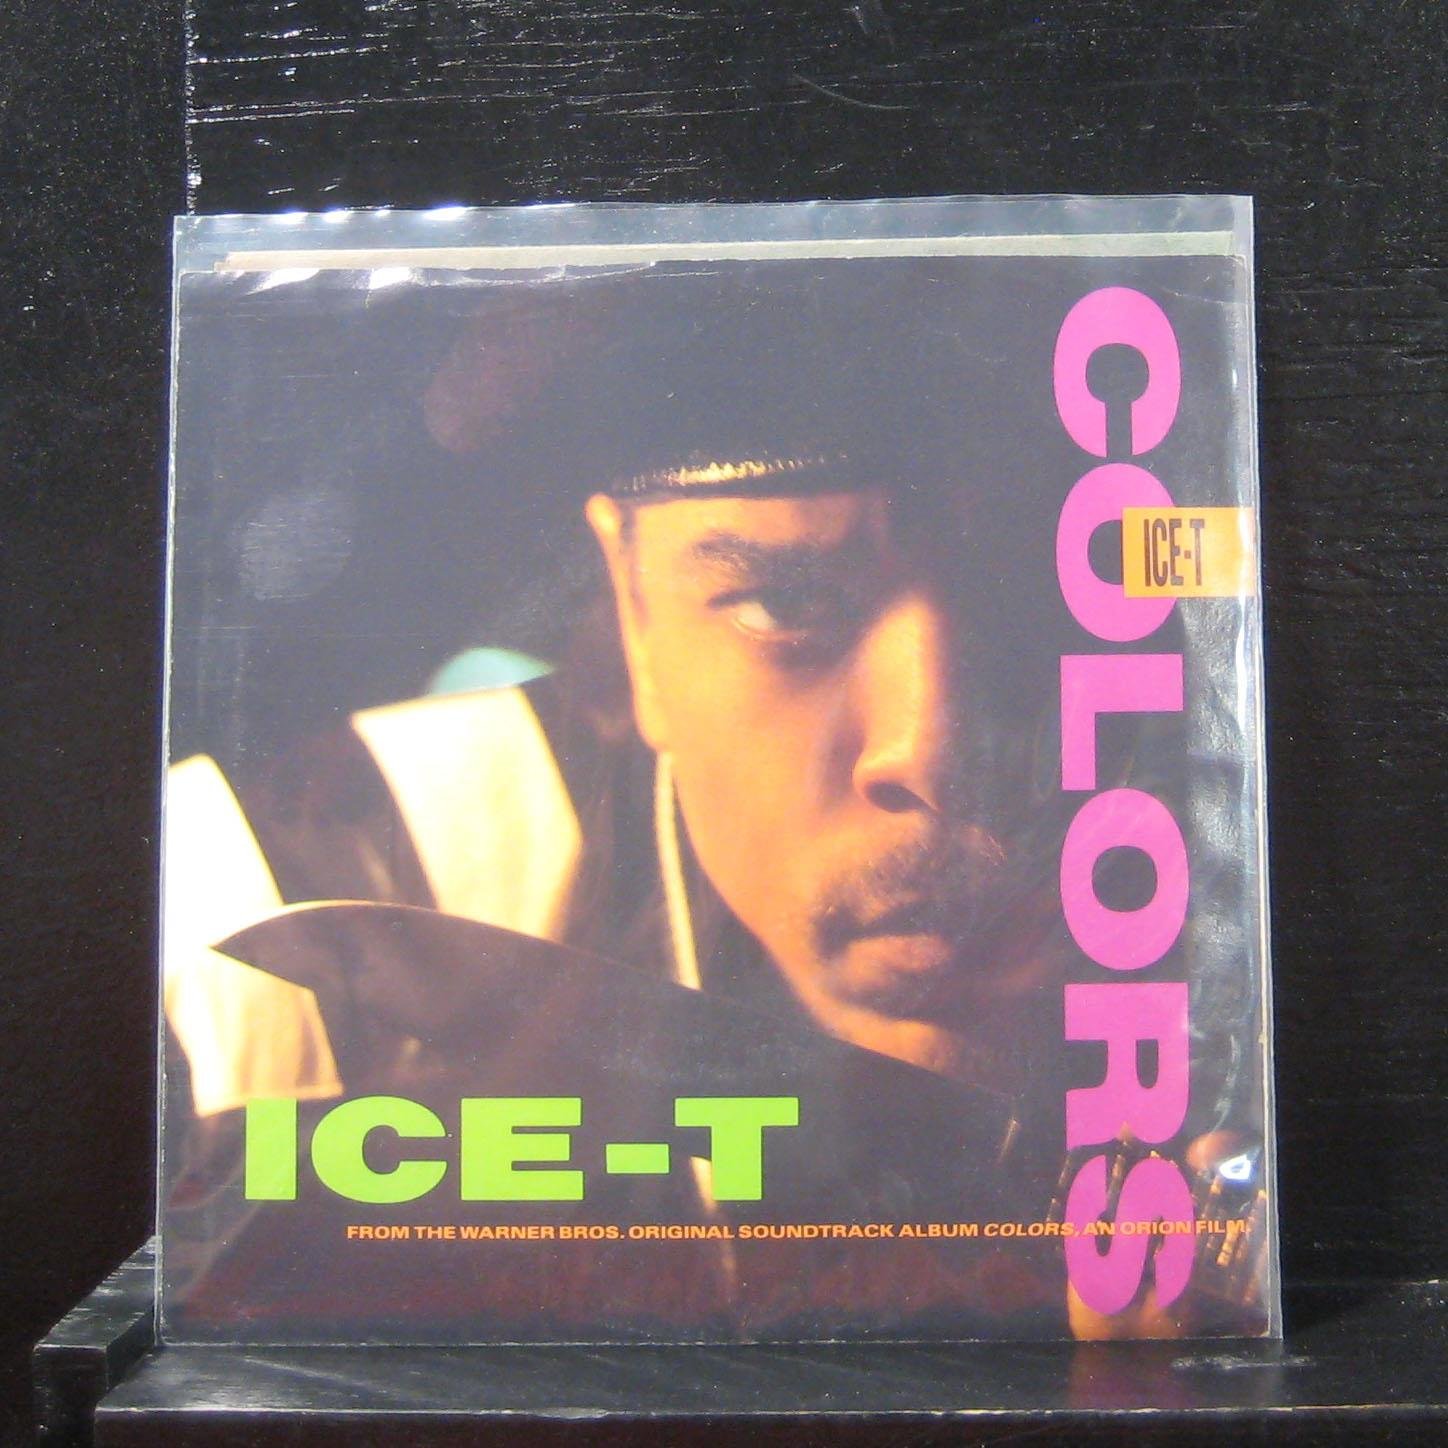 COLORS
ICE-T
ICE-T
FROM THE WARNER BROS. ORIGINAL SOUNDTRACK ALBUM COLORS, AN ORION FILM.